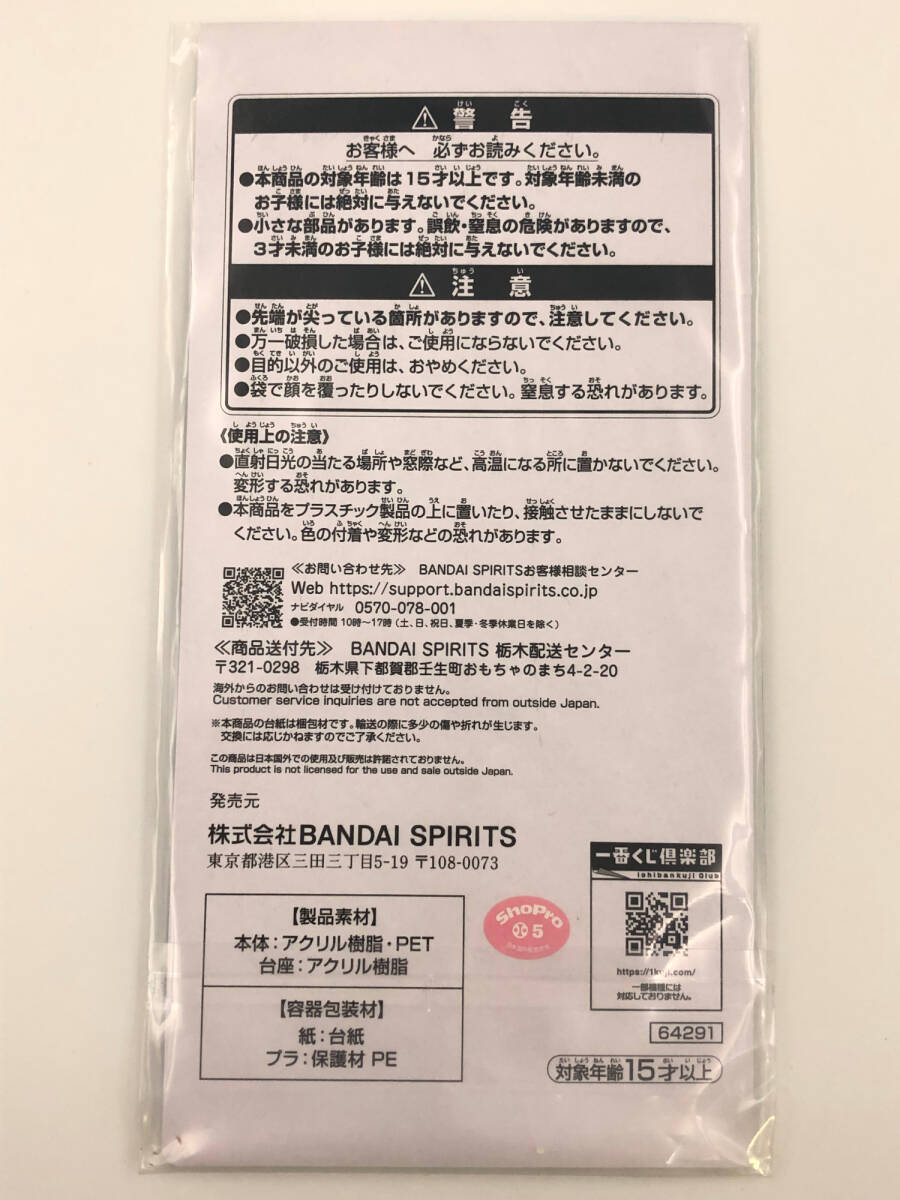 ⚠ 警告
お客様へ 必ずお読みください。
●本商品の対象年齢は15才以上です。対象年齢未満の
お子様には絶対に与えないでください。
●小さな部品があります。誤飲・窒息の危険がありますので、
3才未満のお子様には絶対に与えないでください。
⚠ 注意
●先端が尖っている箇所がありますので、注意してください。
●万一破損した場合は、ご使用にならないでください。
●目的以外のご使用は、おやめください。
●袋で顔を覆ったりしないでください。窒息する恐れがあります。
《使用上の注意》
●直射日光の当たる場所や窓際など、高温になる所に置かないでください。
変形する恐れがあります。
●本商品をプラスチック製品の上に置いたり、接触させたままにしないで
ください。色の付着や変形などの恐れがあります。
≪お問い合わせ先≫ BANDAI SPIRITSお客様相談センター
Web https://support.bandaispirits.co.jp
ナビダイヤル 0570-078-001
●受付時間 10時～17時(土、日、祝日、夏季・冬季休業日を除く)
≪商品送付先≫ BANDAI SPIRITS 栃木配送センター
〒321-0298 栃木県下都賀郡壬生町おもちゃのまち4-2-20
海外からのお問い合わせは受け付けておりません。
Customer service inquiries are not accepted from outside Japan.
※本商品の台紙は梱包材です。輸送の際に多少の傷や折れが生じます。
交換には応じかねますのでご了承ください。
この商品は日本国外での使用及び販売は許諾されておりません。
This product is not licensed for the use and sale outside Japan.
発売元
株式会社BANDAI SPIRITS
東京都港区三田三丁目5-19 〒108-0073
【製品素材】
本体：アクリル樹脂・PET
台座：アクリル樹脂
【容器包装材】
紙：台紙
プラ：保護材 PE
ShoPro
5
一番くじ倶楽部
Ichibankuji Club
https://1kuji.com/
一部機種には
対応しておりません。
64291
対象年齢15才以上